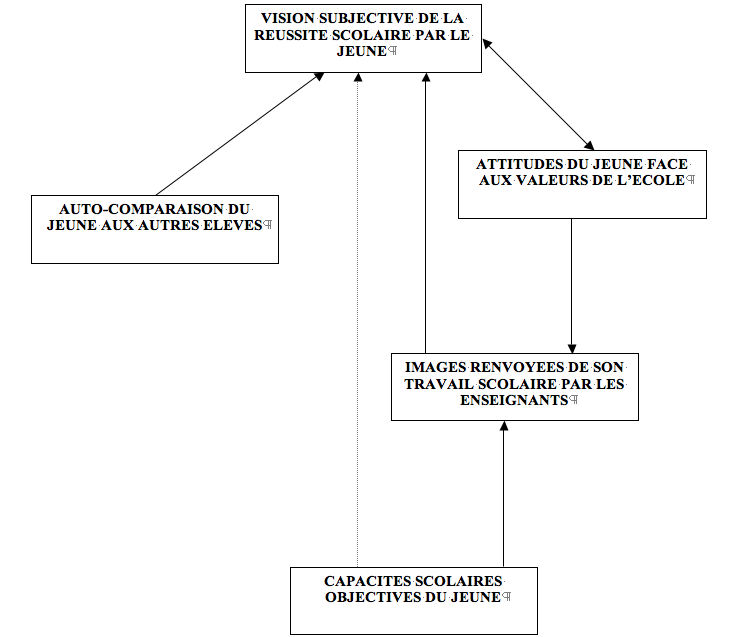 VISION SUBJECTIVE DE LA
REUSSITE SCOLAIRE PAR LE
JEUNE¶
ATTITUDES DU JEUNE FACE
AUX VALEURS DE L’ECOLE¶
AUTO-COMPARAISON DU
JEUNE AUX AUTRES ELEVES¶
IMAGES RENVOYEES DE SON
TRAVAIL SCOLAIRE PAR LES
ENSEIGNANTS¶
CAPACITES SCOLAIRES
OBJECTIVES DU JEUNE¶